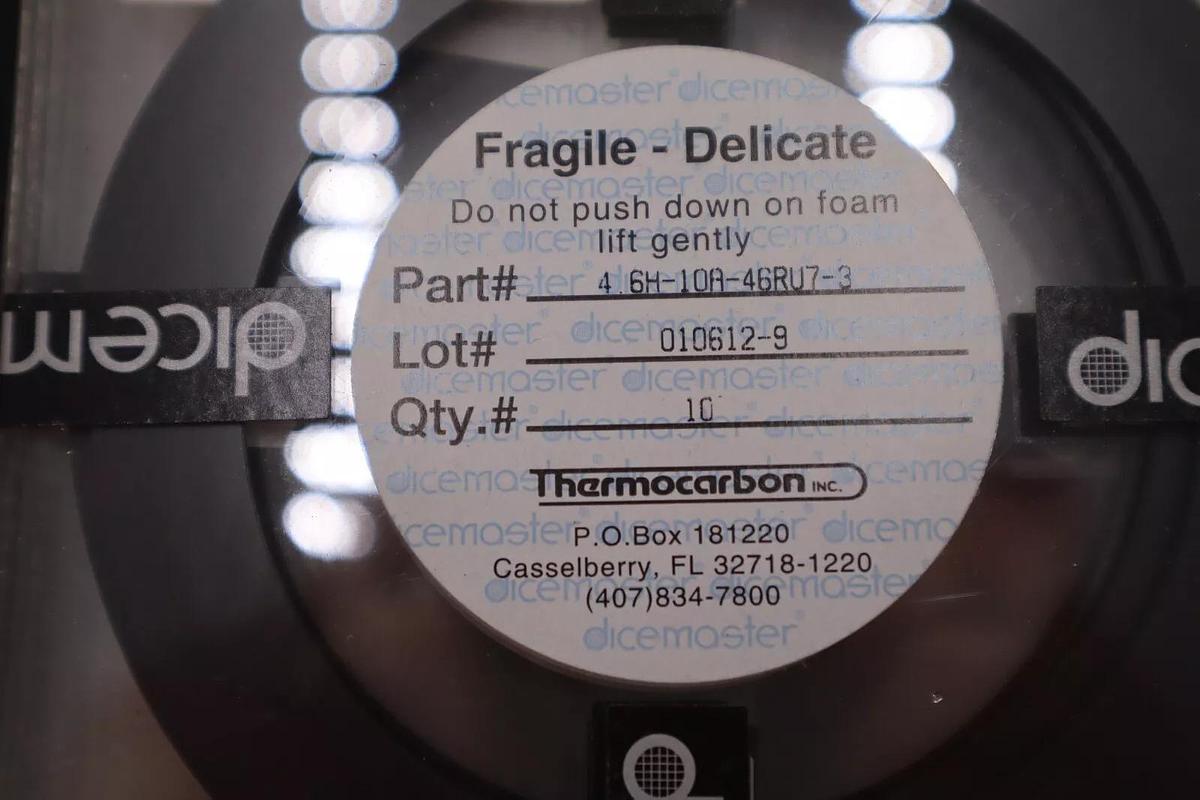 Fragile - Delicate
Do not push down on foam
lift gently
Part# 4.6H-10A-46RU7-3
Lot# 010612-9
Qty.# 10
Thermocarbon INC.
P.O.Box 181220
Casselberry, FL 32718-1220
(407)834-7800
dicemaster®
dicem
dic